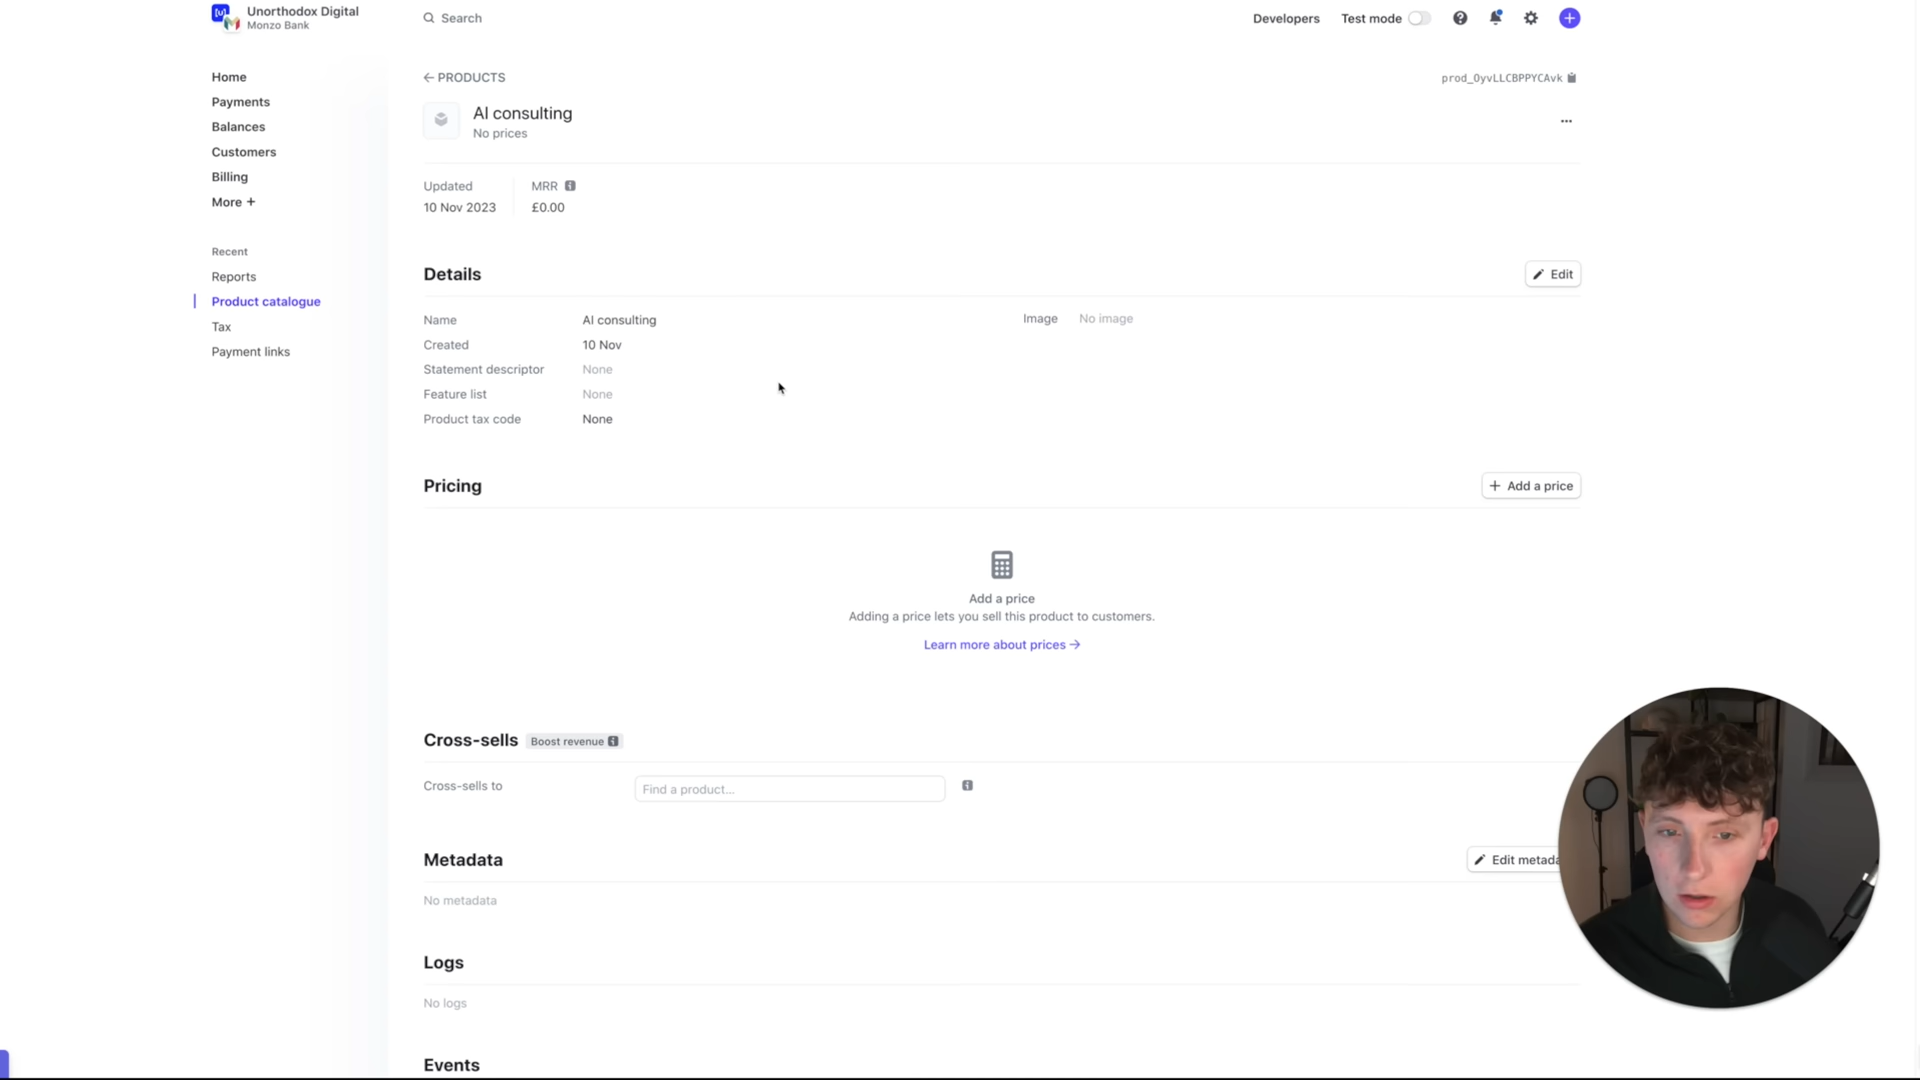 Unorthodox Digital
Monzo Bank
Search
Developers
Test mode
Home
Payments
Balances
Customers
Billing
More +
Recent
Reports
Product catalogue
Tax
Payment links
← PRODUCTS
prod_OyvLLCBPPYCAvk
AI consulting
No prices
Updated
10 Nov 2023
MRR
£0.00
Details
Edit
Name
AI consulting
Image
No image
Created
10 Nov
Statement descriptor
None
Feature list
None
Product tax code
None
Pricing
+ Add a price
Add a price
Adding a price lets you sell this product to customers.
Learn more about prices →
Cross-sells
Boost revenue
Cross-sells to
Find a product...
Metadata
Edit metada
No metadata
Logs
No logs
Events